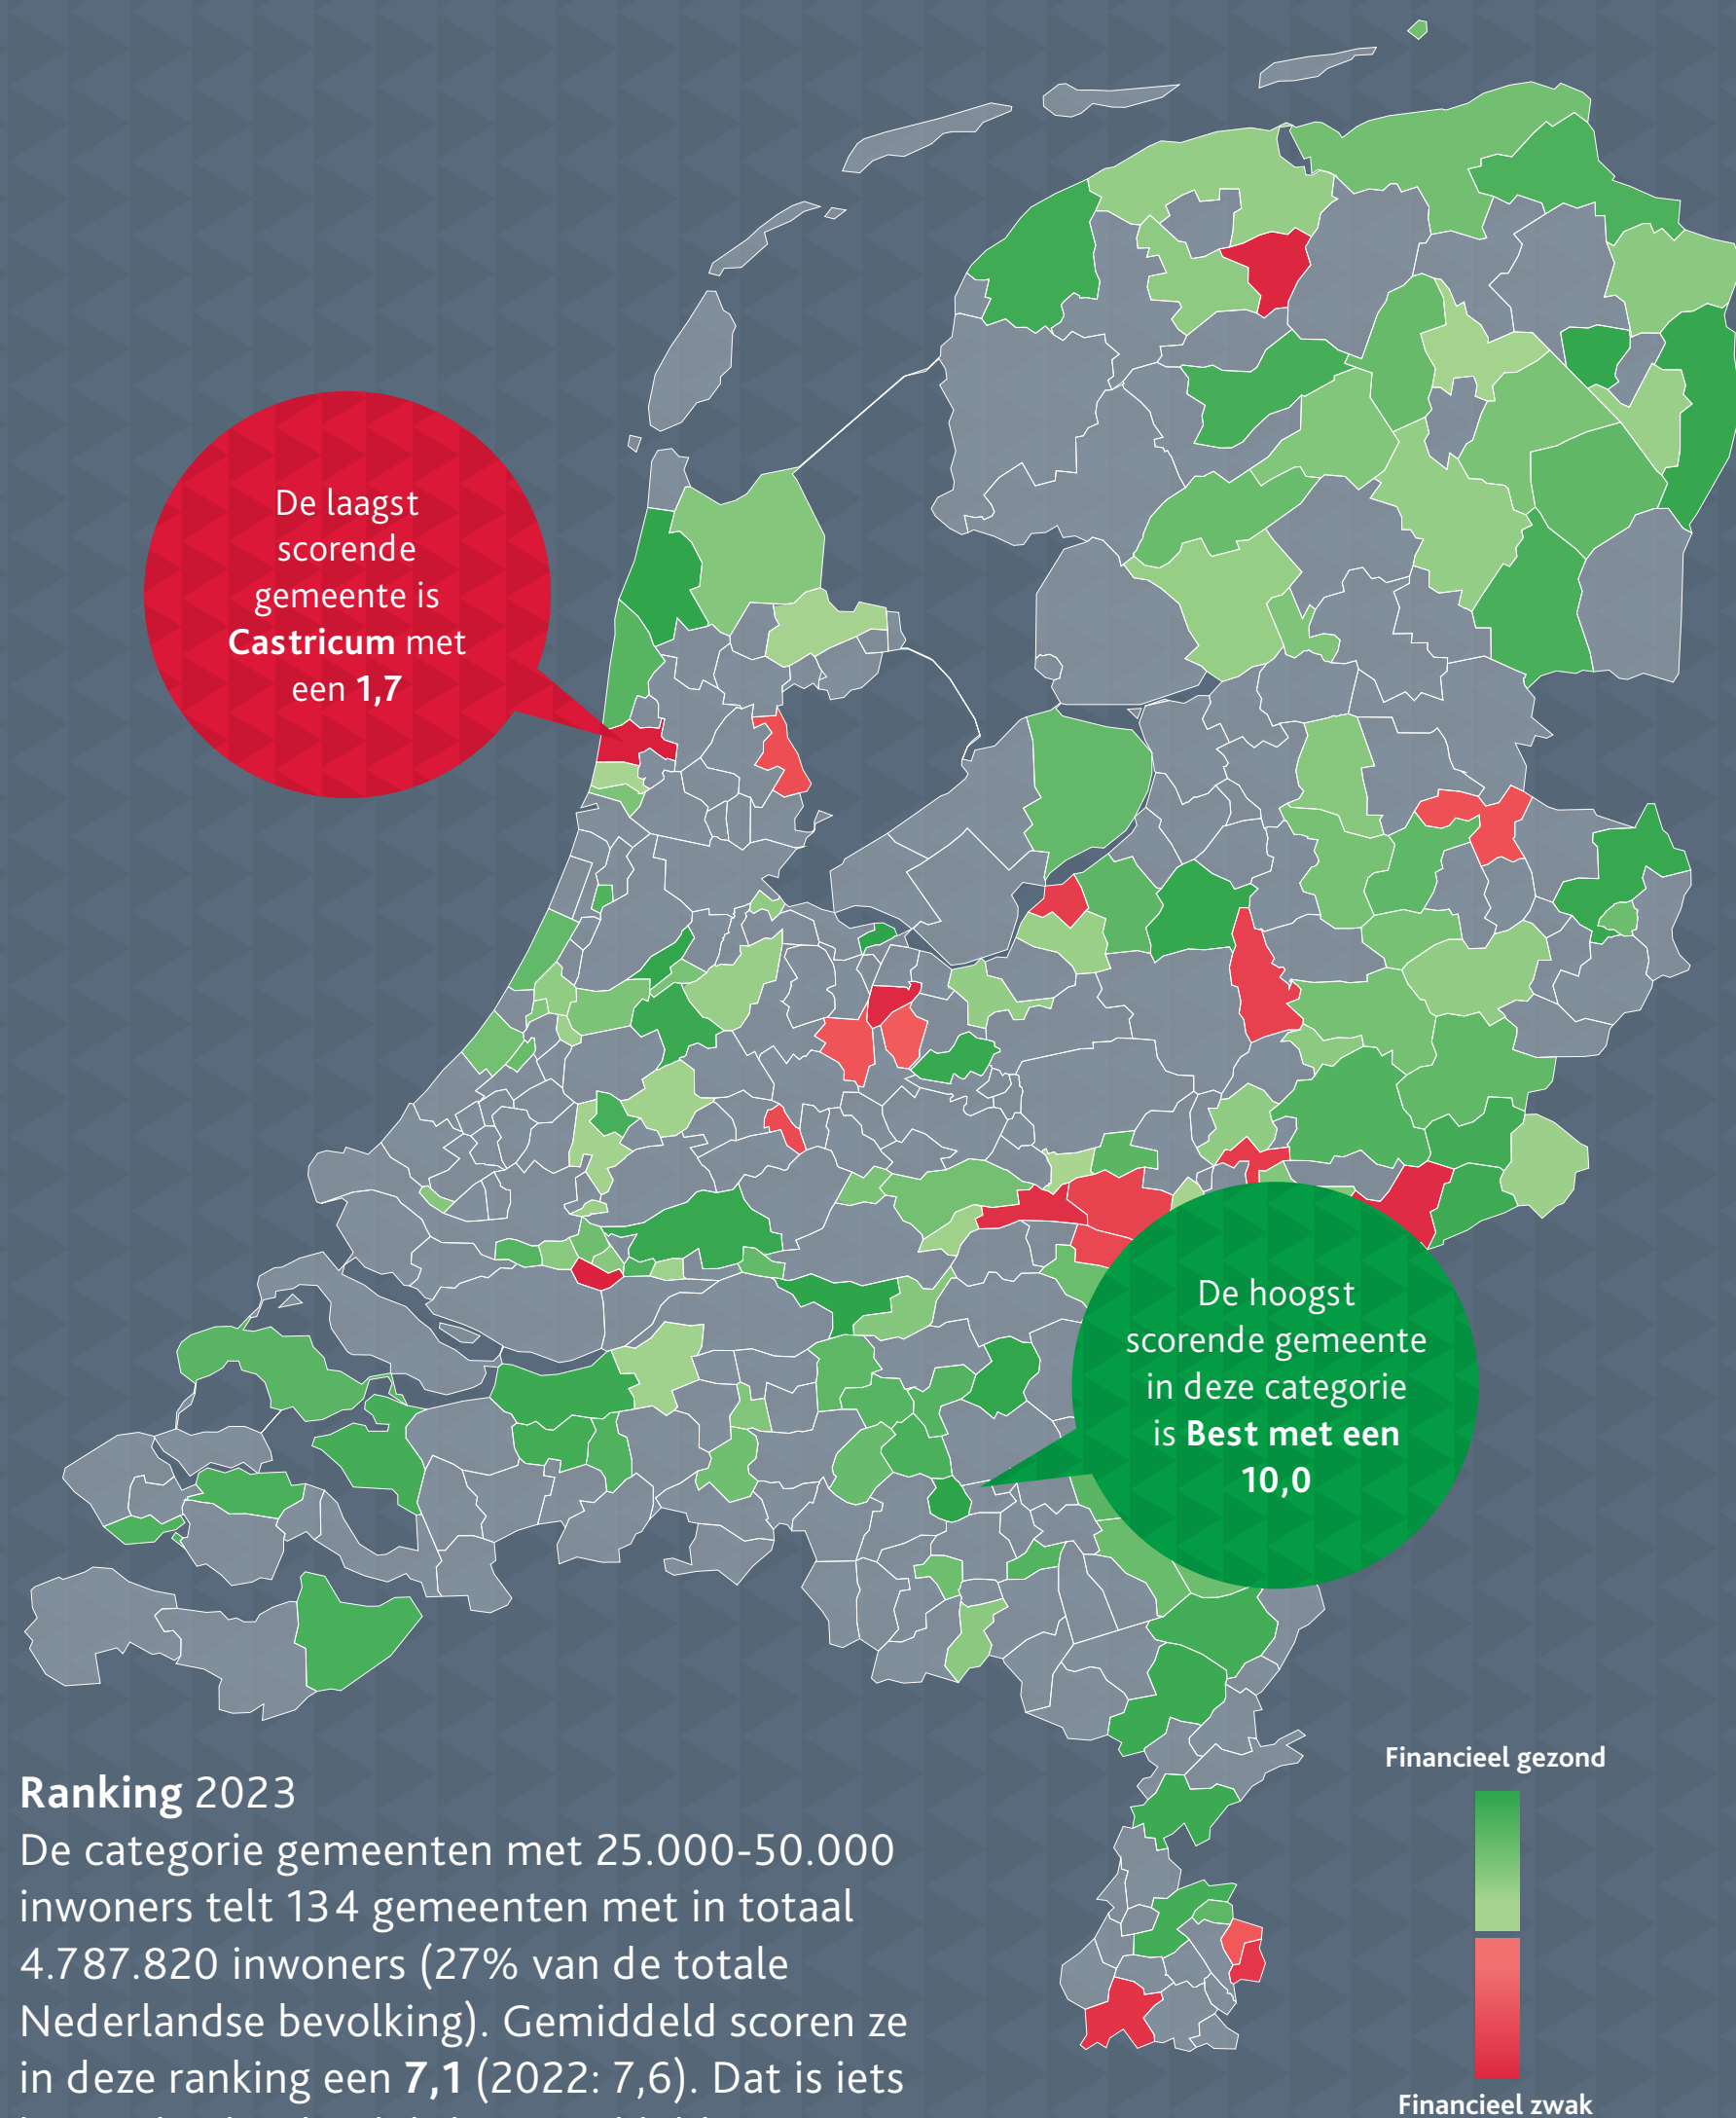 De laagst
scorende
gemeente is
Castricum met
een 1,7
De hoogst
scorende gemeente
in deze categorie
is Best met een
10,0
Ranking 2023
De categorie gemeenten met 25.000-50.000
inwoners telt 134 gemeenten met in totaal
4.787.820 inwoners (27% van de totale
Nederlandse bevolking). Gemiddeld scoren ze
in deze ranking een 7,1 (2022: 7,6). Dat is iets
Financieel gezond
Financieel zwak